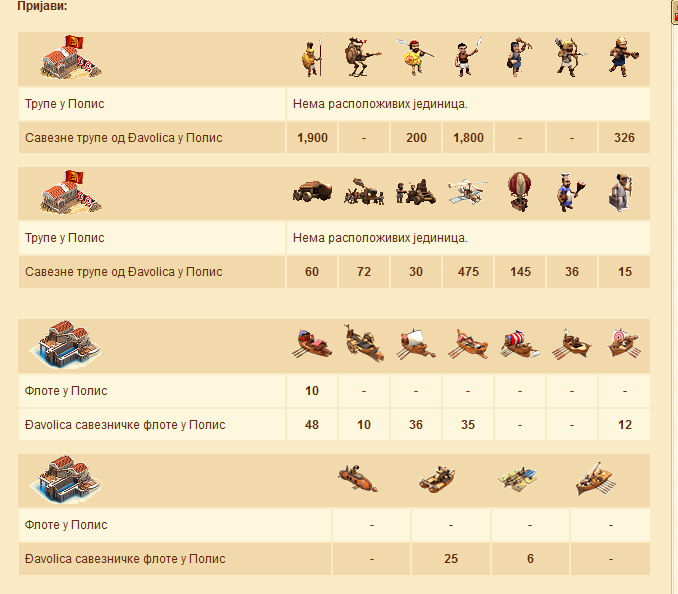 Пријави:
Трупе у Полис Нема расположивих јединица.
Савезне трупе од Đavolica у Полис 1,900 - 200 1,800 - - 326
Трупе у Полис Нема расположивих јединица.
Савезне трупе од Đavolica у Полис 60 72 30 475 145 36 15
Флоте у Полис 10 - - - - - -
Đavolica савезничке флоте у Полис 48 10 36 35 - - 12
Флоте у Полис - - - -
Đavolica савезничке флоте у Полис - 25 6 -